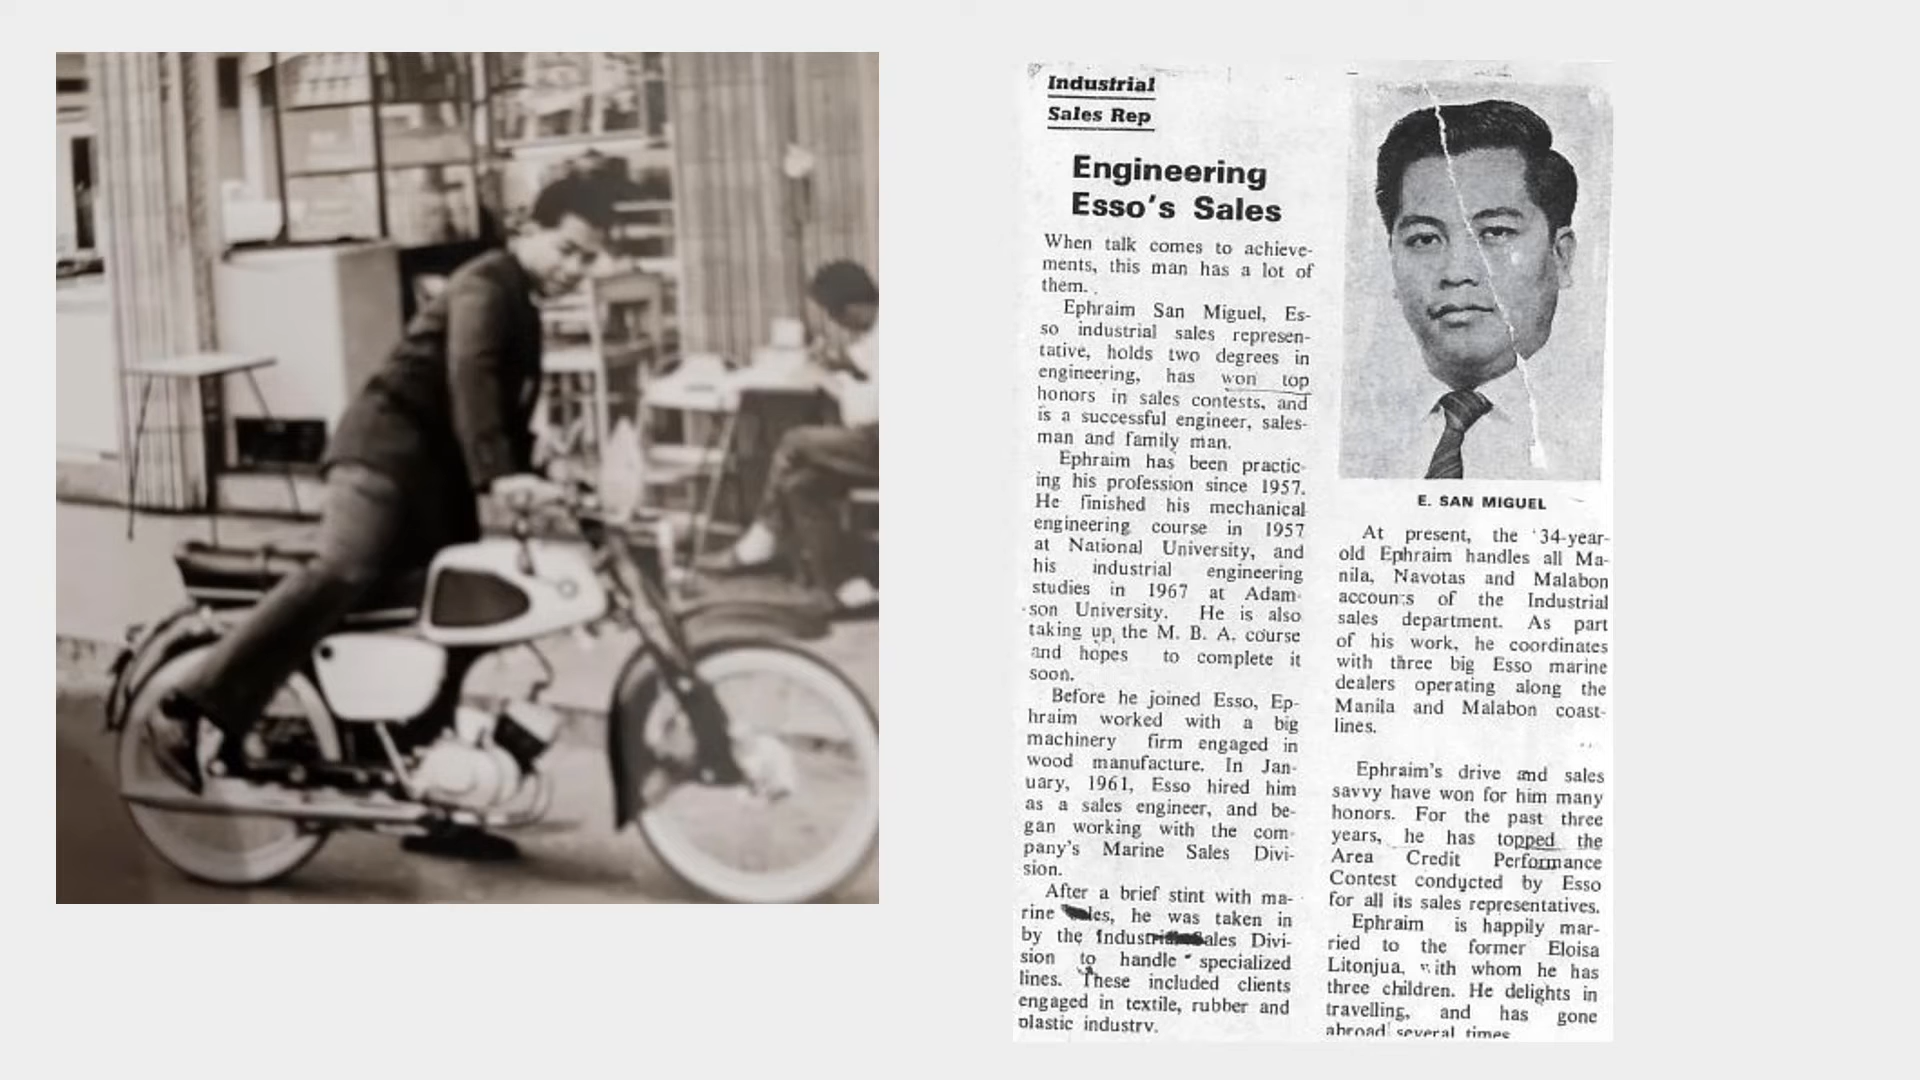 Industrial
Sales Rep
Engineering
Esso's Sales
When talk comes to achieve-
ments, this man has a lot of
them.
Ephraim San Miguel, Es-
so industrial sales represen-
tative, holds two degrees in
engineering, has won top
honors in sales contests, and
is a successful engineer, sales-
man and family man.
Ephraim has been practic-
ing his profession since 1957.
He finished his mechanical
engineering course in 1957
at National University, and
his industrial engineering
studies in 1967 at Adam-
son University. He is also
taking up the M. B. A. course
and hopes to complete it
soon.
Before he joined Esso, Ep-
hraim worked with a big
machinery firm engaged in
wood manufacture. In Jan-
uary, 1961, Esso hired him
as a sales engineer, and be-
gan working with the com-
pany's Marine Sales Divi-
sion.
After a brief stint with ma-
rine sales, he was taken in
by the Industrial Sales Divi-
sion to handle specialized
lines. These included clients
engaged in textile, rubber and
plastic industry.
E. SAN MIGUEL
At present, the 34-year-
old Ephraim handles all Ma-
nila, Navotas and Malabon
accounts of the Industrial
sales department. As part
of his work, he coordinates
with three big Esso marine
dealers operating along the
Manila and Malabon coast-
lines.
Ephraim's drive and sales
savvy have won for him many
honors. For the past three
years, he has topped the
Area Credit Performance
Contest conducted by Esso
for all its sales representatives.
Ephraim is happily mar-
ried to the former Eloisa
Litonjua, with whom he has
three children. He delights in
travelling, and has gone
abroad several times